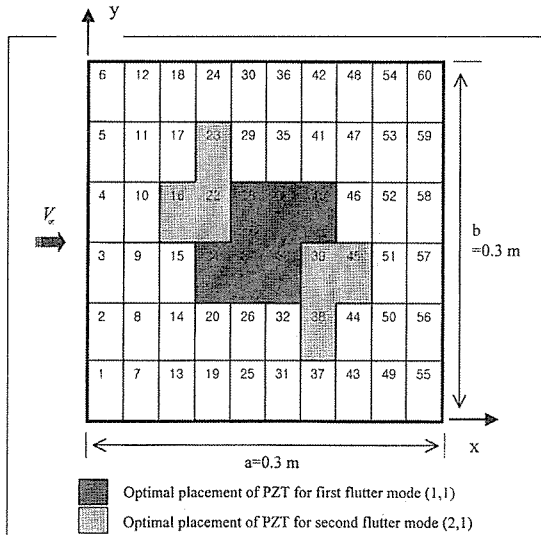 y
6 12 18 24 30 36 42 48 54 60
5 11 17 23 29 35 41 47 53 59
4 10 16 22 46 52 58
V∞
b
=0.3 m
3 9 15 39 45 51 57
2 8 14 20 26 32 38 44 50 56
1 7 13 19 25 31 37 43 49 55
x
a=0.3 m
Optimal placement of PZT for first flutter mode (1,1)
Optimal placement of PZT for second flutter mode (2,1)